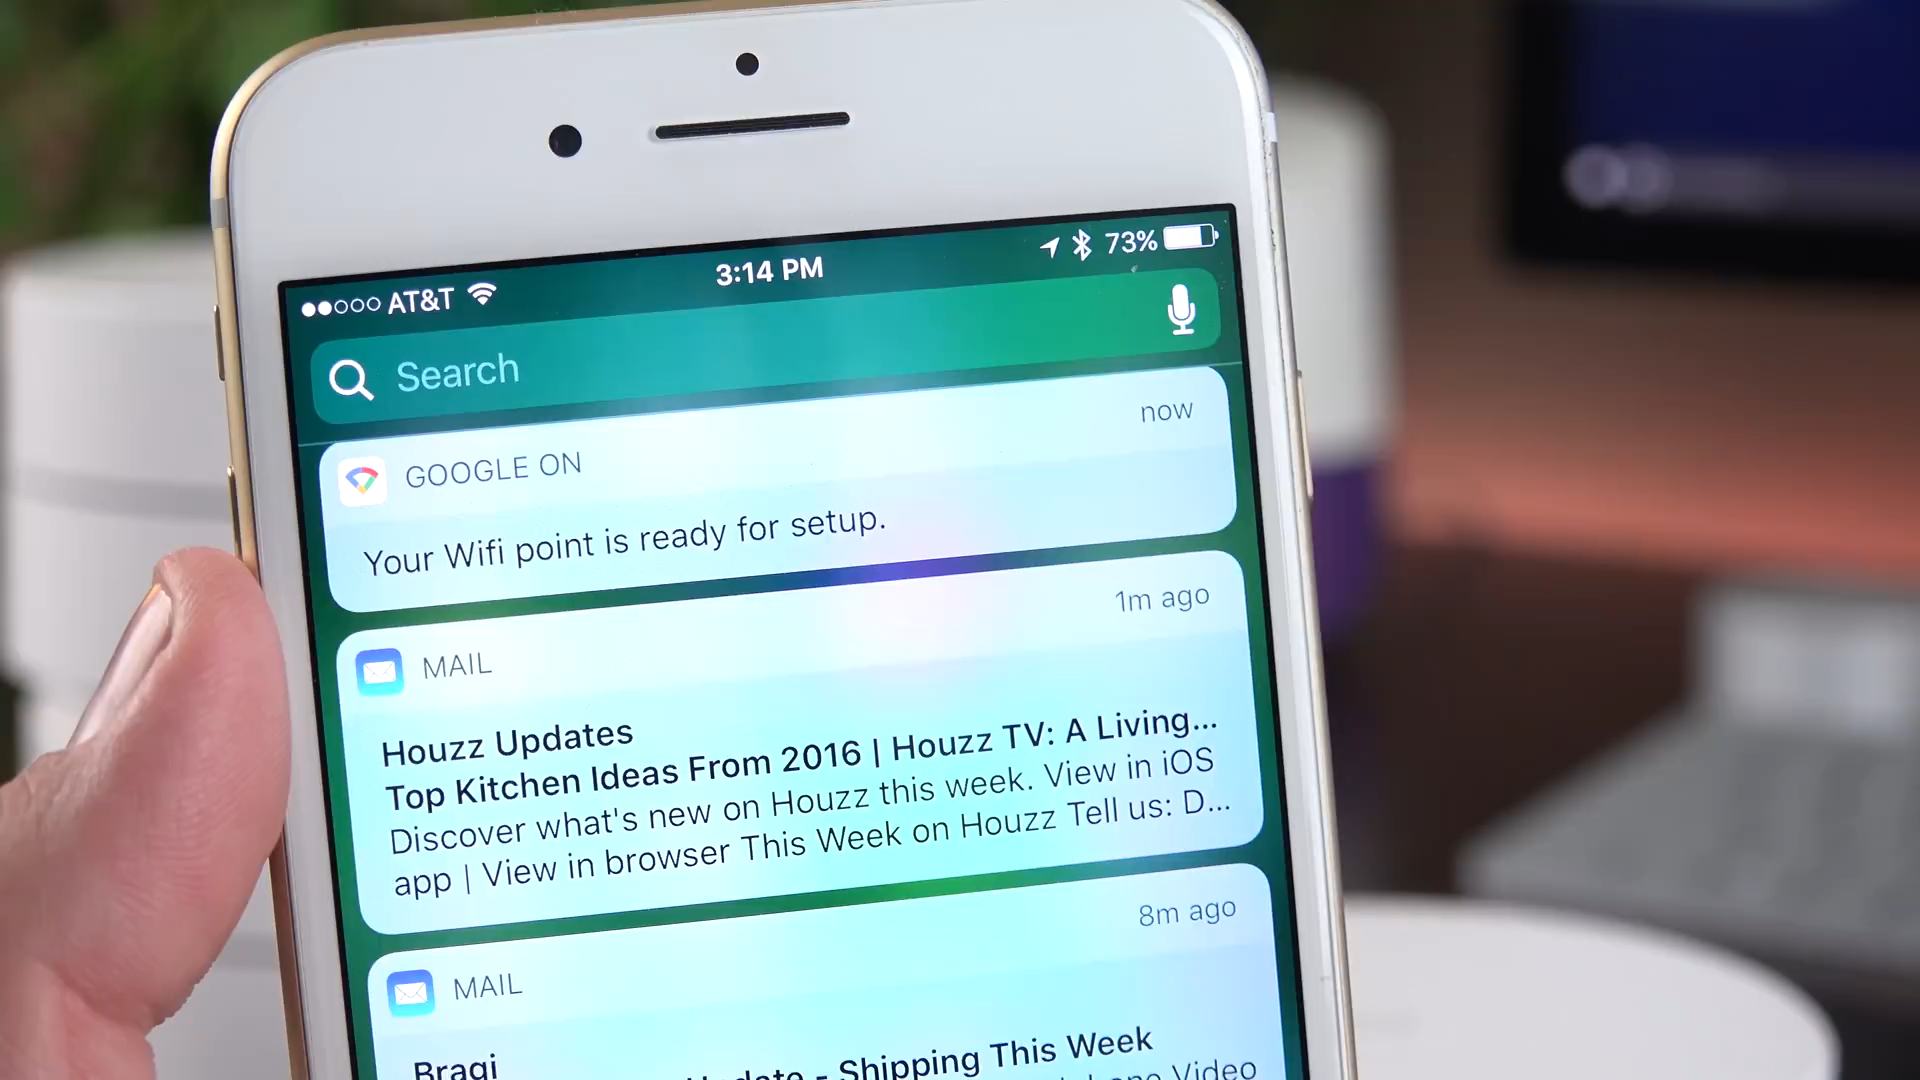 AT&T 3:14 PM 73%
Search
GOOGLE ON now
Your Wifi point is ready for setup.
MAIL 1m ago
Houzz Updates
Top Kitchen Ideas From 2016 | Houzz TV: A Living...
Discover what's new on Houzz this week. View in iOS
app | View in browser This Week on Houzz Tell us: D...
MAIL 8m ago
Bragi
Update - Shipping This Week
Video